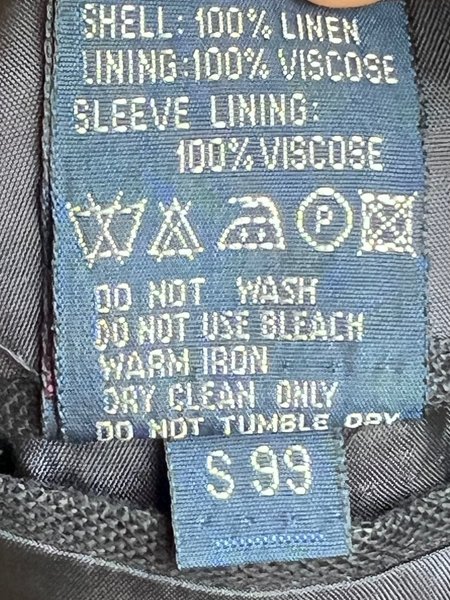 SHELL: 100% LINEN
LINING:100% VISCOSE
SLEEVE LINING:
100% VISCOSE
P
DO NOT WASH
DO NOT USE BLEACH
WARM IRON
DRY CLEAN ONLY
DO NOT TUMBLE DRY
S 99